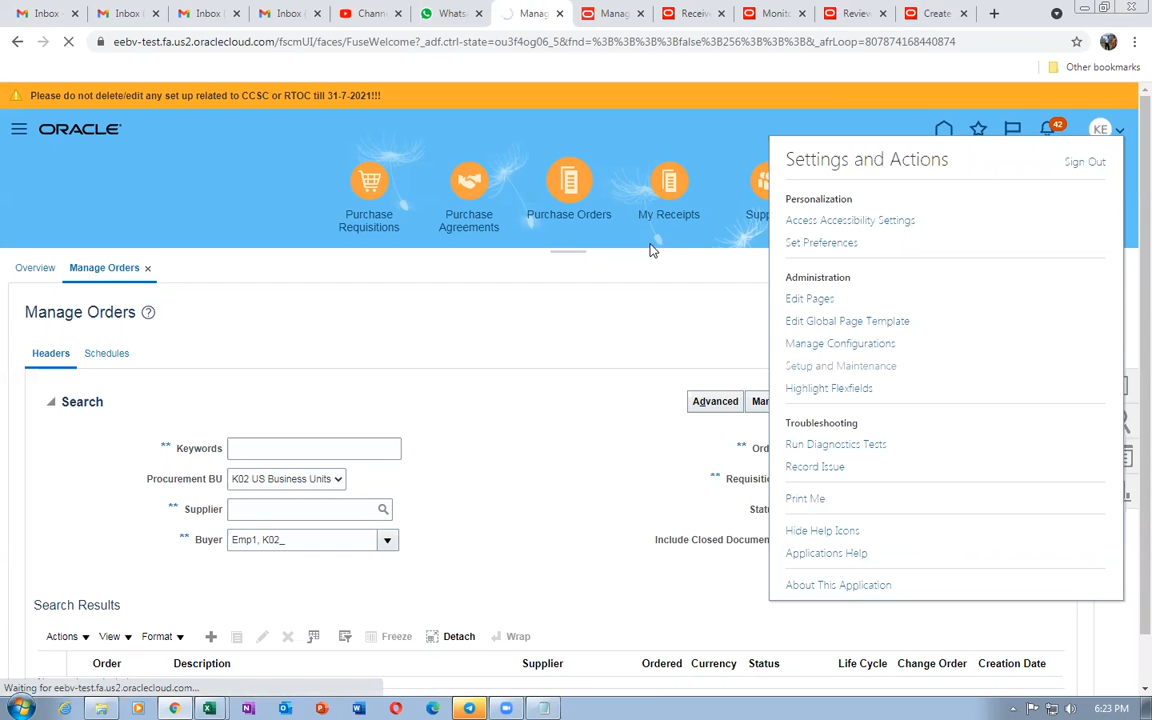 Inbox -
Inbox (
Inbox (
Inbox (
Chann
Whats
Manag
Manag
Receiv
Monito
Review
Create
eebv-test.fa.us2.oraclecloud.com/fscmUI/faces/FuseWelcome?_adf.ctrl-state=ou3f4og06_5&fnd=%3B%3B%3B%3Bfalse%3B256%3B%3B%3B&_afrLoop=807874168440874
Other bookmarks
Please do not delete/edit any set up related to CCSC or RTOC till 31-7-2021!!!
ORACLE
42
KE
Purchase Requisitions
Purchase Agreements
Purchase Orders
My Receipts
Supp
Settings and Actions
Sign Out
Personalization
Access Accessibility Settings
Set Preferences
Administration
Edit Pages
Edit Global Page Template
Manage Configurations
Setup and Maintenance
Highlight Flexfields
Troubleshooting
Run Diagnostics Tests
Record Issue
Print Me
Hide Help Icons
Applications Help
About This Application
Overview
Manage Orders
Manage Orders
Headers
Schedules
Search
Advanced
Man
** Keywords
** Ord
Procurement BU K02 US Business Units
** Requisitio
** Supplier
Statu
** Buyer Emp1, K02_
Include Closed Documen
Search Results
Actions View Format Freeze Detach Wrap
Order Description Supplier Ordered Currency Status Life Cycle Change Order Creation Date
Waiting for eebv-test.fa.us2.oraclecloud.com...
6:23 PM